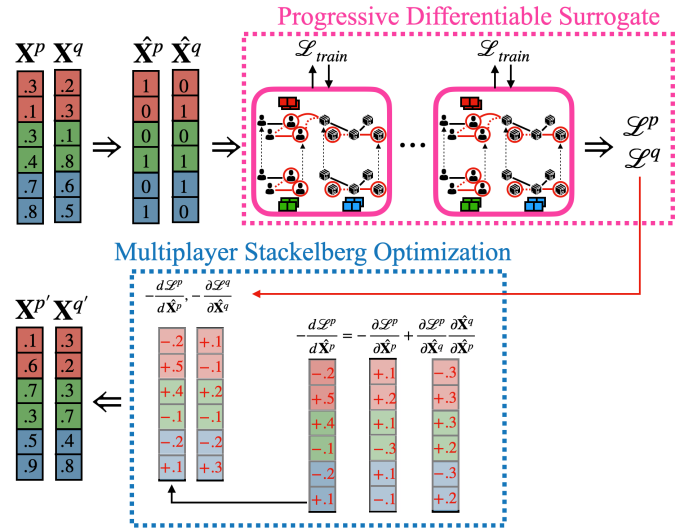 Progressive Differentiable Surrogate
X^p X^q X̂^p X̂^q
ℒ_train ℒ_train
.3 .2 1 0
.1 .3 0 1
.3 .1 0 0
.4 .8 1 1
.7 .6 0 1
.8 .5 1 0
⇒ ⇒ ... ⇒
ℒ^p
ℒ^q
Multiplayer Stackelberg Optimization
X^p' X^q'
-dℒ^p/dX̂^p, -∂ℒ^q/∂X̂^q
-dℒ^p/dX̂^p = -∂ℒ^p/∂X̂^p + ∂ℒ^p/∂X̂^q ∂X̂^q/∂X̂^p
.1 .3 -.2 +.1 -.2 +.1 -.3
.6 .2 +.5 -.1 +.5 +.2 +.3
.7 .3 +.4 +.2 +.4 +.1 +.3
.3 .7 -.1 -.1 -.1 -.3 +.2
.5 .4 -.2 -.2 -.2 +.1 -.3
.9 .8 +.1 +.3 +.1 -.1 +.2
⇐